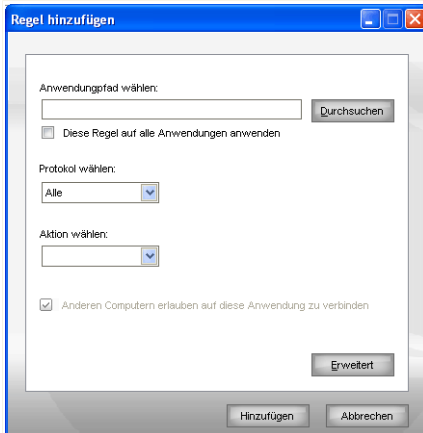 Regel hinzufügen
Anwendungpfad wählen:
Durchsuchen
Diese Regel auf alle Anwendungen anwenden
Protokol wählen:
Alle
Aktion wählen:
Anderen Computern erlauben auf diese Anwendung zu verbinden
Erweitert
Hinzufügen Abbrechen